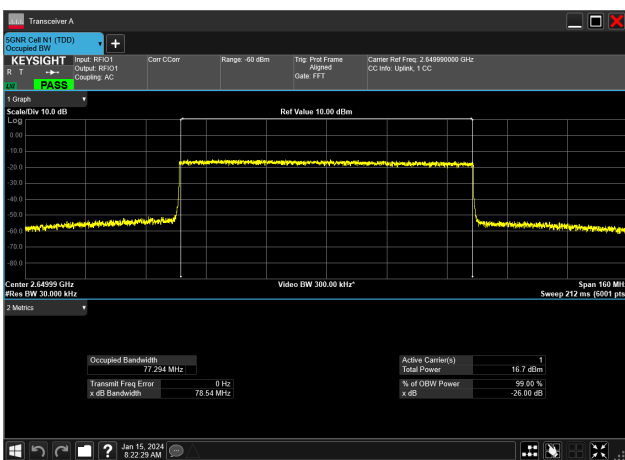 Transceiver A
5GNR Cell N1 (TDD)
Occupied BW
KEYSIGHT
R T
LXI
PASS
Input: RFIO1
Output: RFIO1
Coupling: AC
Corr CCorr
Range: -60 dBm
Trig: Prot Frame
Aligned
Gate: FFT
Carrier Ref Freq: 2.649990000 GHz
CC Info: Uplink, 1 CC
1 Graph
Scale/Div 10.0 dB
Ref Value 10.00 dBm
Log
0.00
-10.0
-20.0
-30.0
-40.0
-50.0
-60.0
-70.0
-80.0
Center 2.64999 GHz
Video BW 300.00 kHz*
Span 160 MH
#Res BW 30.000 kHz
Sweep 212 ms (6001 pts
2 Metrics
Occupied Bandwidth
77.294 MHz
Active Carrier(s) 1
Total Power 16.7 dBm
Transmit Freq Error 0 Hz
x dB Bandwidth 78.54 MHz
% of OBW Power 99.00 %
x dB -26.00 dB
?
Jan 15, 2024
8:22:29 AM